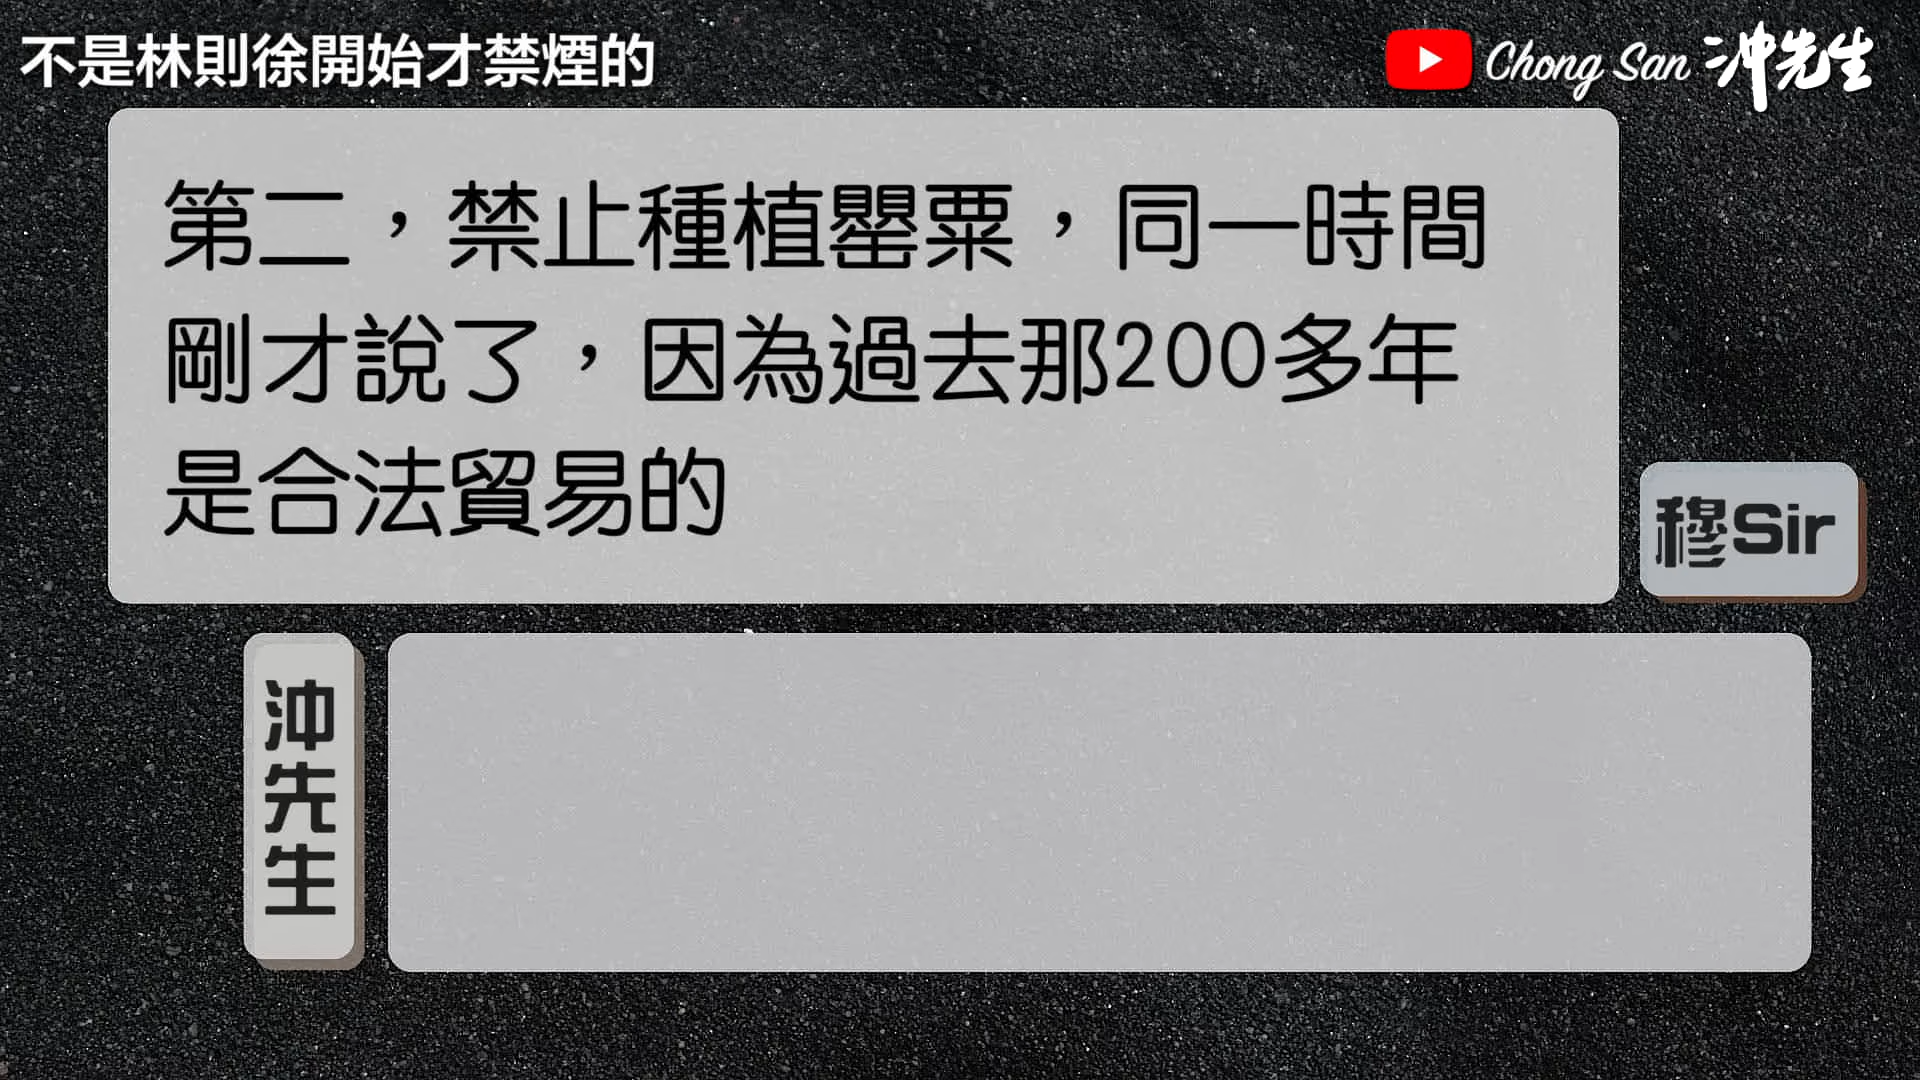 不是林則徐開始才禁煙的
Chong San 沖先生
第二，禁止種植罌粟，同一時間
剛才說了，因為過去那200多年
是合法貿易的
穆Sir
沖先生